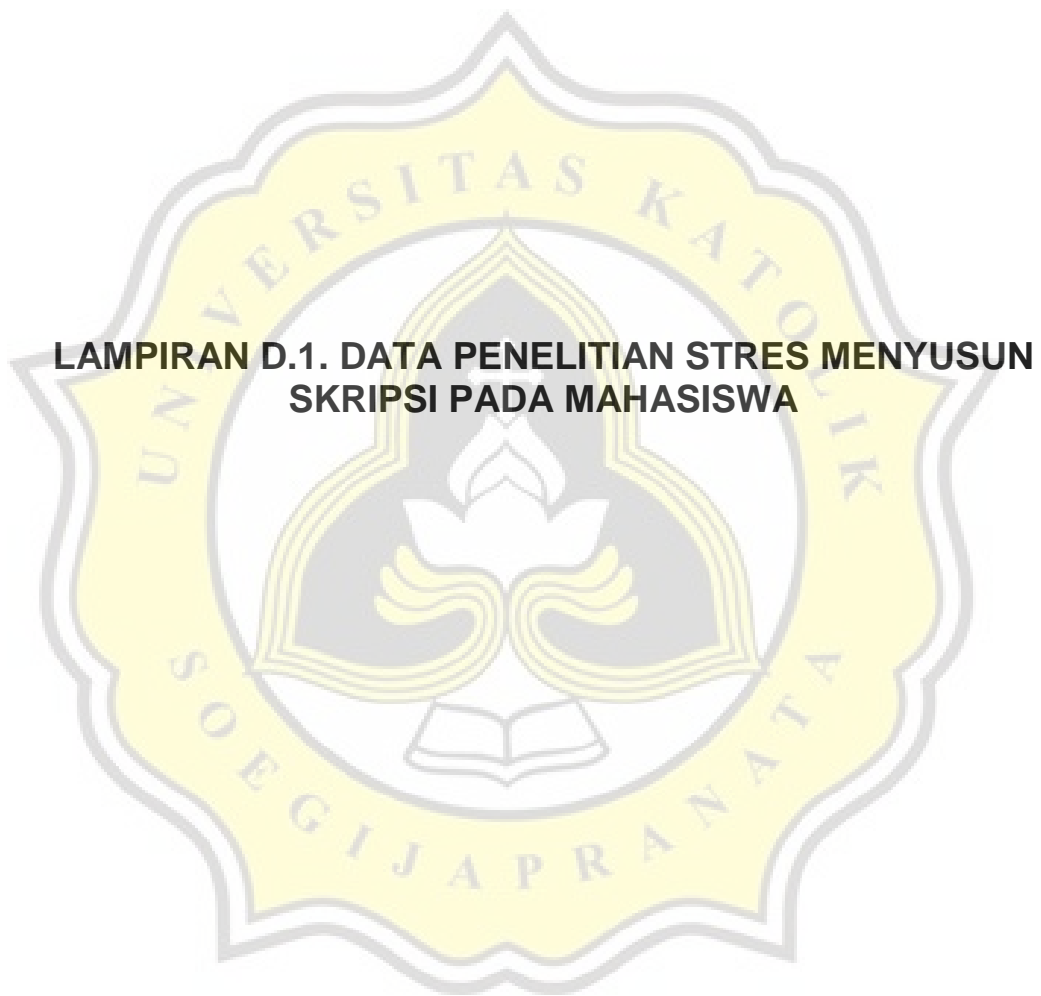 UNIVERSITAS KATOLIK
LAMPIRAN D.1. DATA PENELITIAN STRES MENYUSUN
SKRIPSI PADA MAHASISWA
SOEGIJAPRANATA